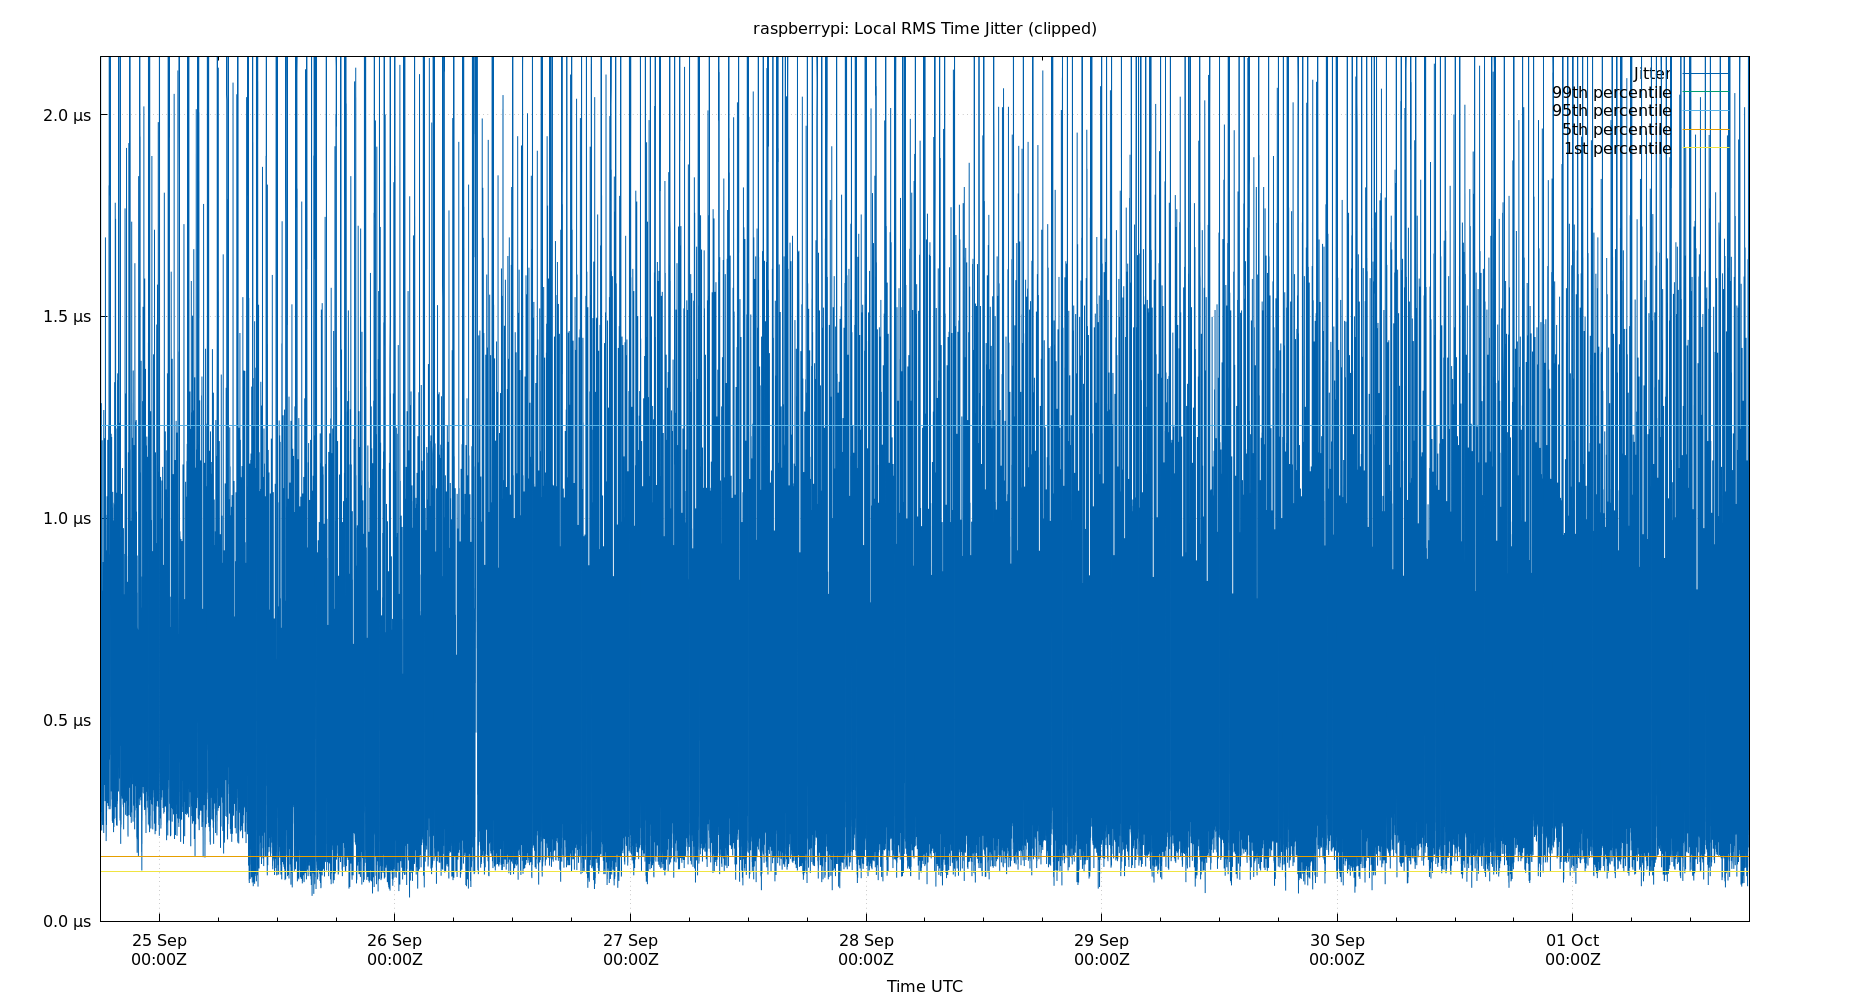 raspberrypi: Local RMS Time Jitter (clipped)
Jitter
99th percentile
95th percentile
5th percentile
1st percentile
2.0 μs
1.5 μs
1.0 μs
0.5 μs
0.0 μs
25 Sep 26 Sep 27 Sep 28 Sep 29 Sep 30 Sep 01 Oct
00:00Z 00:00Z 00:00Z 00:00Z 00:00Z 00:00Z 00:00Z
Time UTC